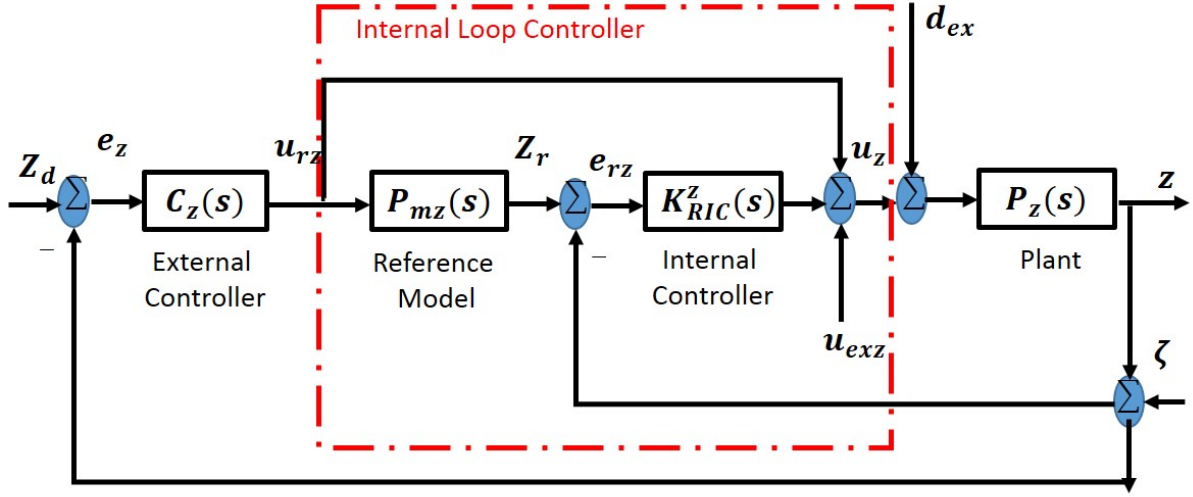 Internal Loop Controller
d_ex
Z_d
e_z
u_rz
Z_r
e_rz
u_z
z
Σ
C_z(s)
P_mz(s)
Σ
K^z_RIC(s)
Σ
Σ
P_z(s)
−
External
Controller
Reference
Model
−
Internal
Controller
Plant
u_exz
ζ
Σ